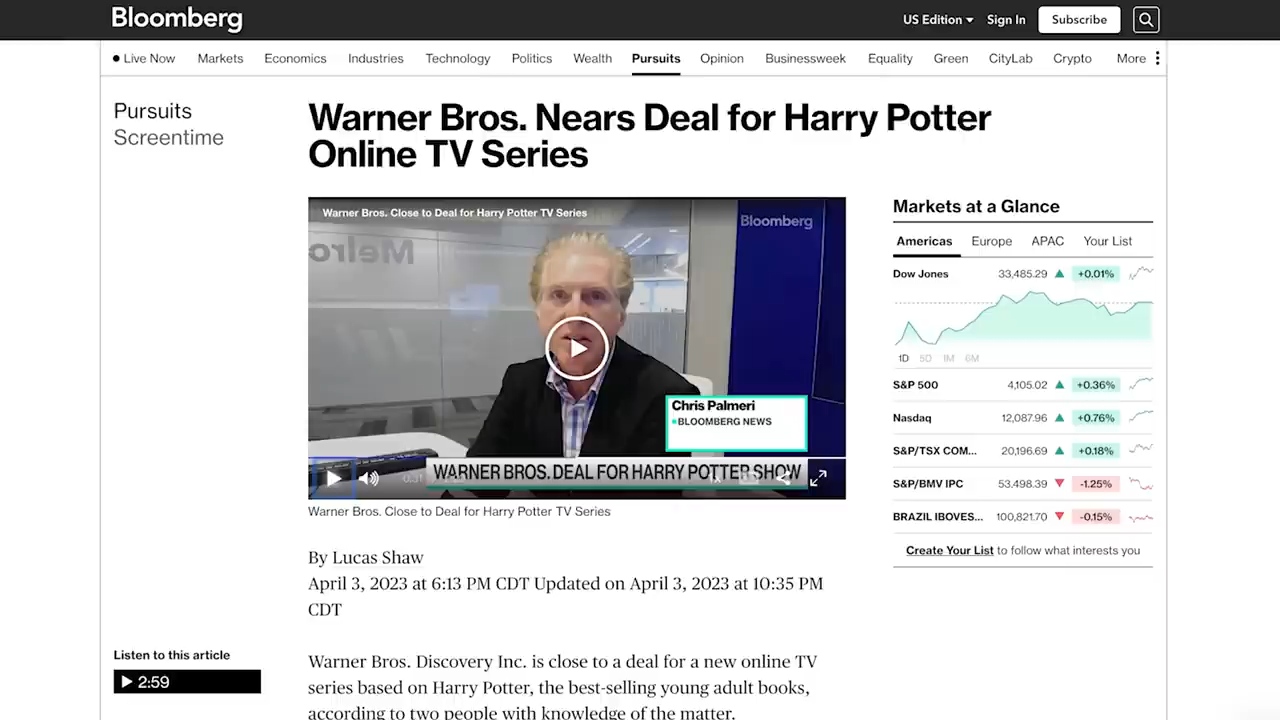 Bloomberg
US Edition
Sign In
Subscribe
Live Now
Markets
Economics
Industries
Technology
Politics
Wealth
Pursuits
Opinion
Businessweek
Equality
Green
CityLab
Crypto
More
Pursuits
Screentime
Warner Bros. Nears Deal for Harry Potter
Online TV Series
Warner Bros. Close to Deal for Harry Potter TV Series
Bloomberg
Melro
Chris Palmeri
BLOOMBERG NEWS
WARNER BROS. DEAL FOR HARRY POTTER SHOW
0:31
1x
Warner Bros. Close to Deal for Harry Potter TV Series
By Lucas Shaw
April 3, 2023 at 6:13 PM CDT Updated on April 3, 2023 at 10:35 PM
CDT
Listen to this article
2:59
Warner Bros. Discovery Inc. is close to a deal for a new online TV
series based on Harry Potter, the best-selling young adult books,
according to two people with knowledge of the matter.
Markets at a Glance
Americas Europe APAC Your List
Dow Jones 33,485.29 +0.01%
1D 5D 1M 6M
S&P 500 4,105.02 +0.36%
Nasdaq 12,087.96 +0.76%
S&P/TSX COM... 20,196.69 +0.18%
S&P/BMV IPC 53,498.39 -1.25%
BRAZIL IBOVES... 100,821.70 -0.15%
Create Your List to follow what interests you